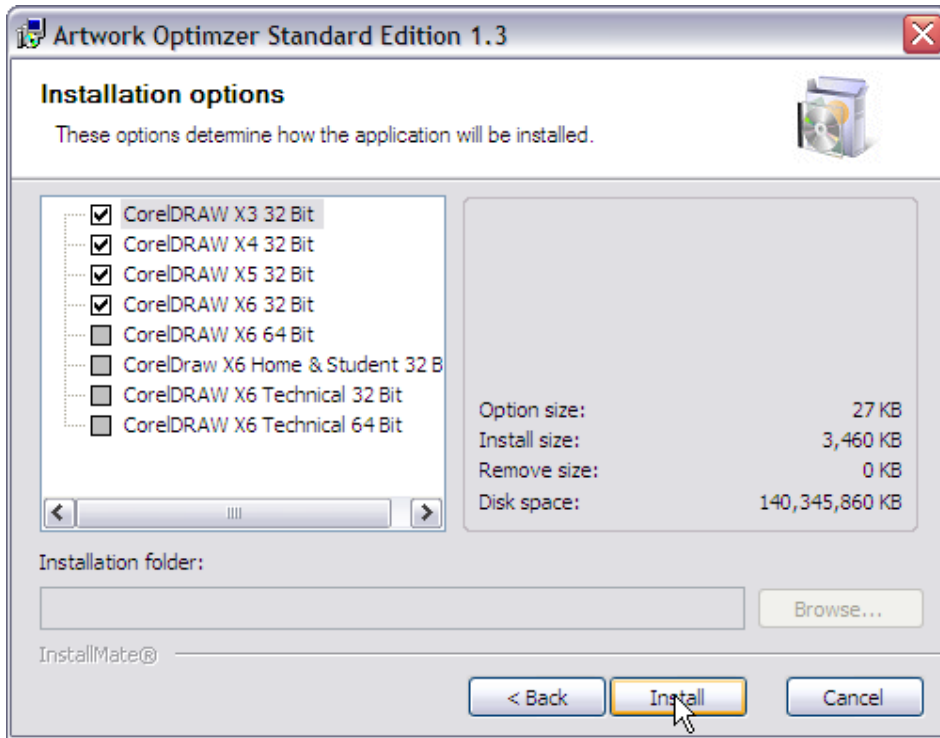 Artwork Optimzer Standard Edition 1.3
Installation options
These options detemine how the application will be installed.
CorelDRAW X3 32 Bit
CorelDRAW X4 32 Bit
CorelDRAW X5 32 Bit
CorelDRAW X6 32 Bit
CorelDRAW X6 64 Bit
CorelDraw X6 Home & Student 32 B
CorelDRAW X6 Technical 32 Bit
CorelDRAW X6 Technical 64 Bit
Option size: 27 KB
Install size: 3,460 KB
Remove size: 0 KB
Disk space: 140,345,860 KB
Installation folder:
Browse...
InstallMate®
< Back Install Cancel